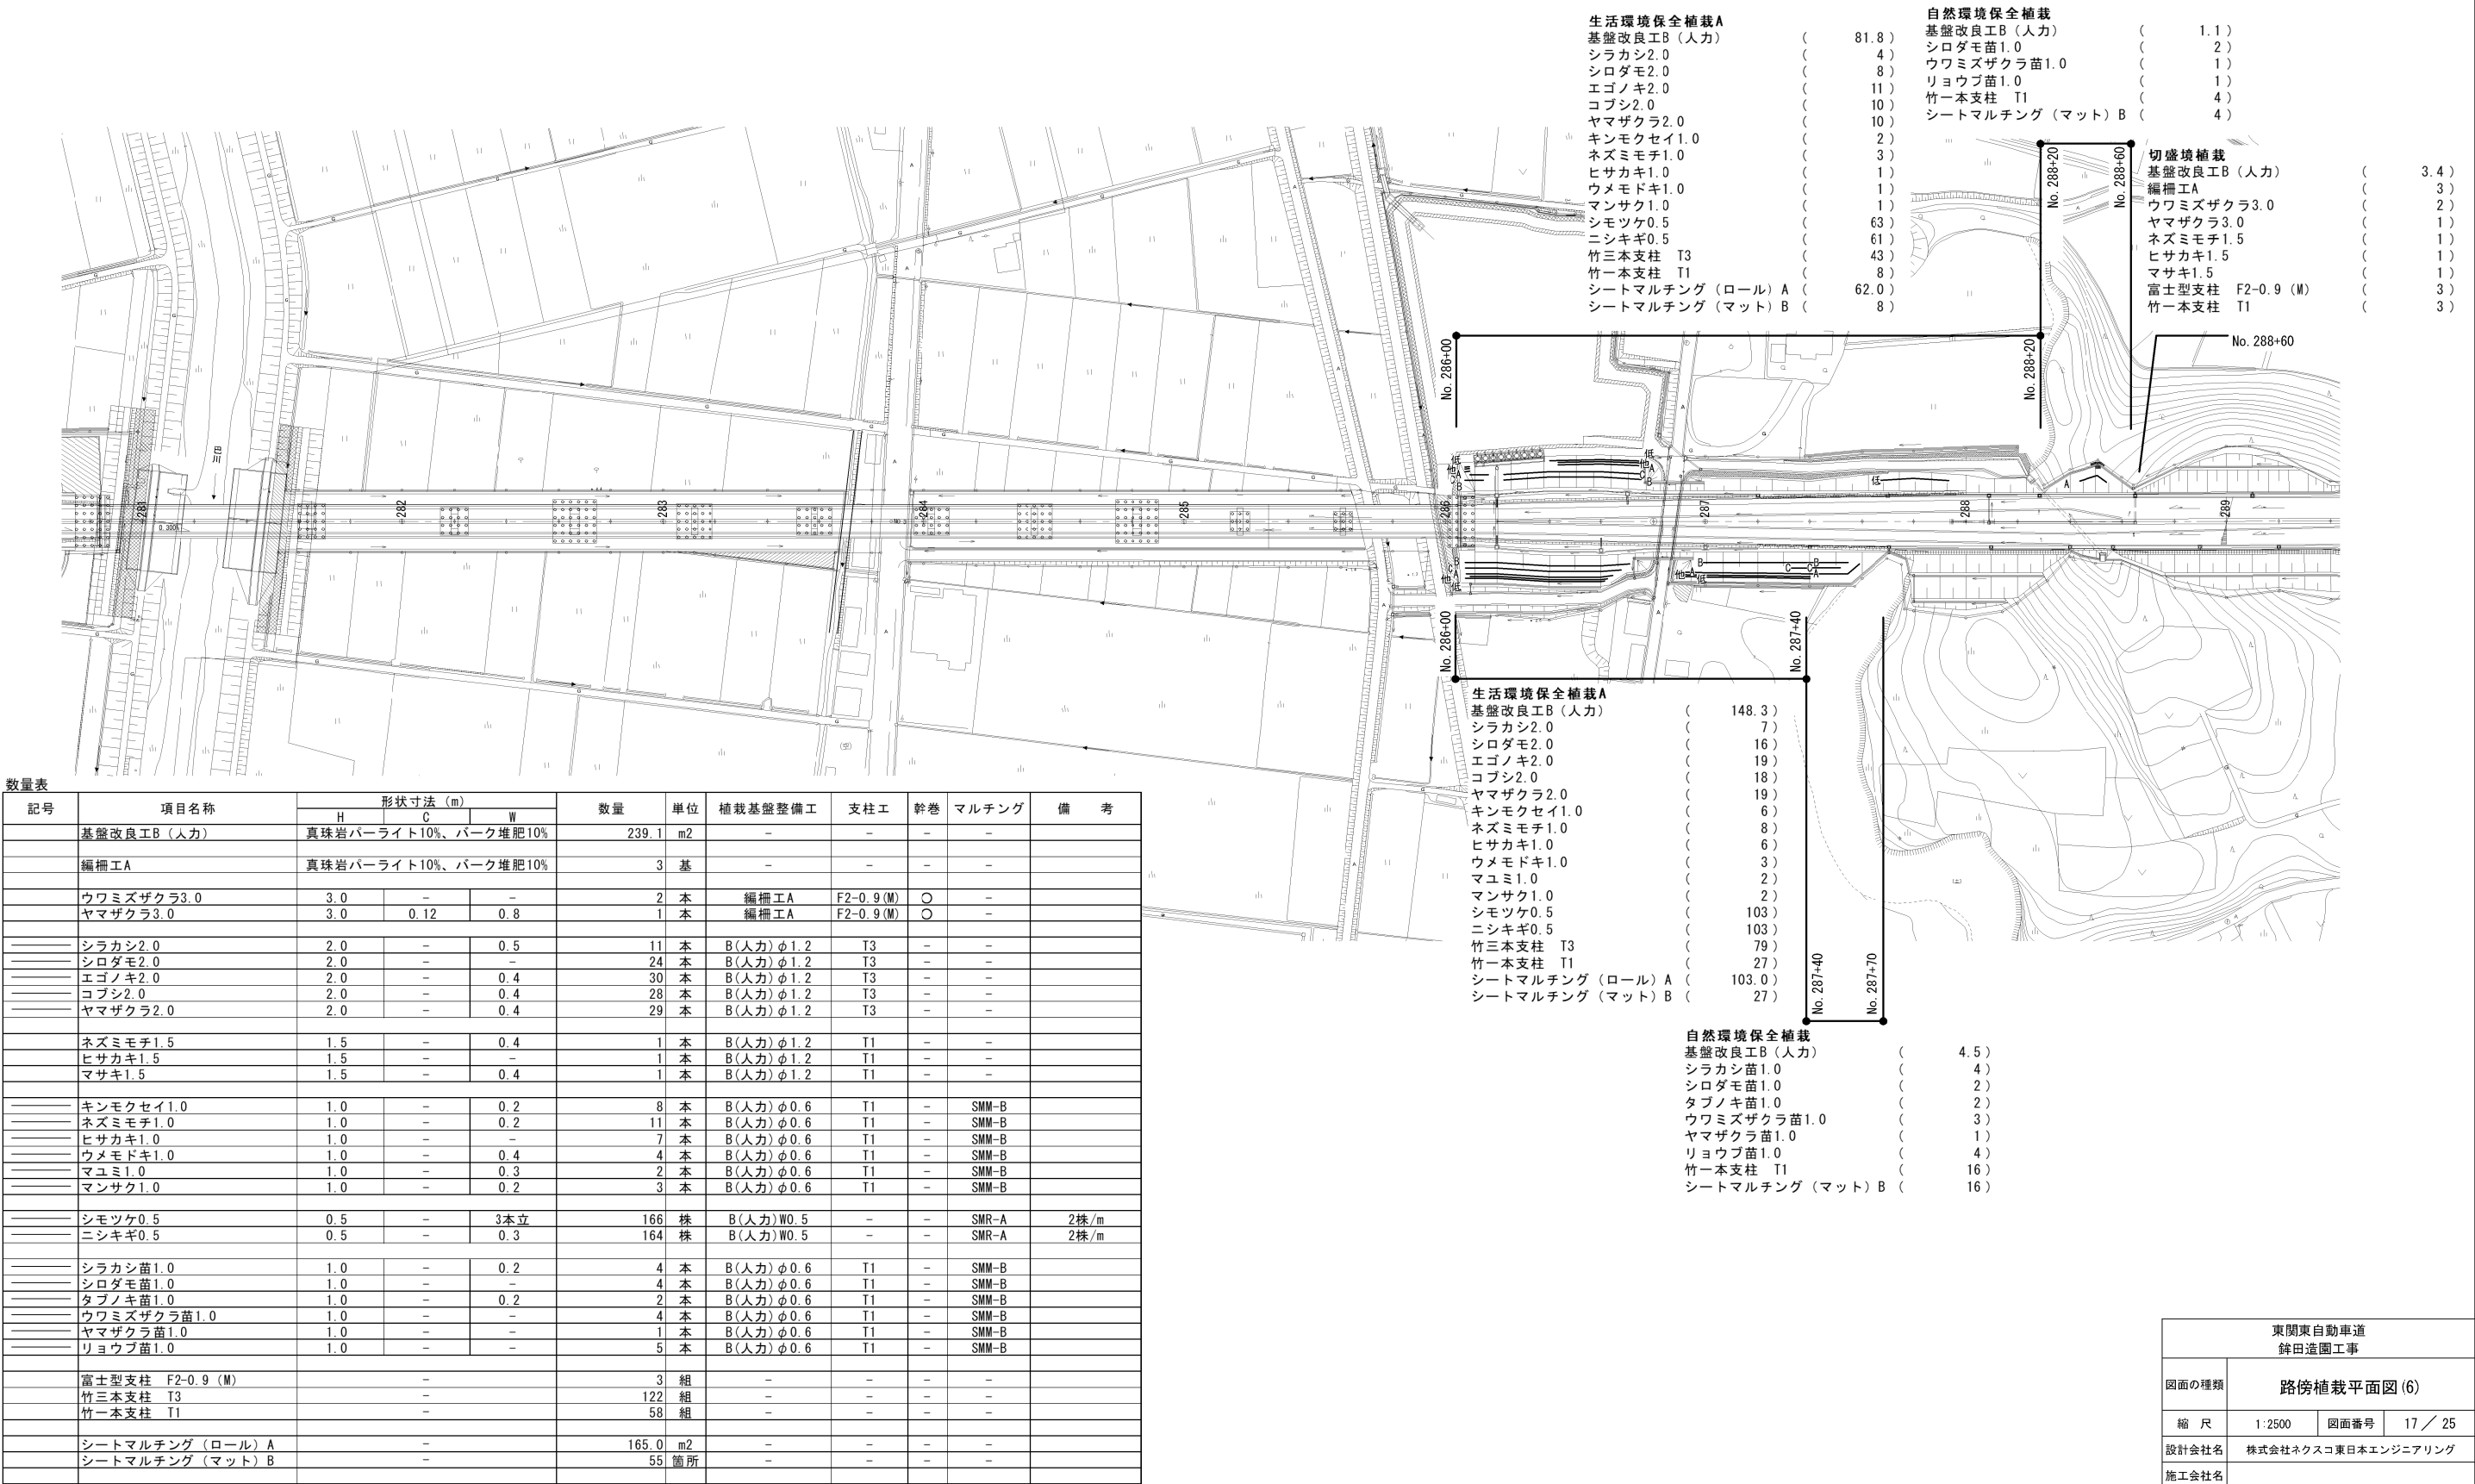 生活環境保全植栽A
基盤改良工B（人力） （ 81.8 ）
シラカシ2.0 （ 4 ）
シロダモ2.0 （ 8 ）
エゴノキ2.0 （ 11 ）
コブシ2.0 （ 10 ）
ヤマザクラ2.0 （ 10 ）
キンモクセイ1.0 （ 2 ）
ネズミモチ1.0 （ 3 ）
ヒサカキ1.0 （ 1 ）
ウメモドキ1.0 （ 1 ）
マンサク1.0 （ 1 ）
シモツケ0.5 （ 63 ）
ニシキギ0.5 （ 61 ）
竹三本支柱 T3 （ 43 ）
竹一本支柱 T1 （ 8 ）
シートマルチング（ロール）A （ 62.0 ）
シートマルチング（マット）B （ 8 ）
自然環境保全植栽
基盤改良工B（人力） （ 1.1 ）
シロダモ苗1.0 （ 2 ）
ウワミズザクラ苗1.0 （ 1 ）
リョウブ苗1.0 （ 1 ）
竹一本支柱 T1 （ 4 ）
シートマルチング（マット）B （ 4 ）
切盛境植栽
基盤改良工B（人力） （ 3.4 ）
編柵工A （ 3 ）
ウワミズザクラ3.0 （ 2 ）
ヤマザクラ3.0 （ 1 ）
ネズミモチ1.5 （ 1 ）
ヒサカキ1.5 （ 1 ）
マサキ1.5 （ 1 ）
富士型支柱 F2-0.9（M） （ 3 ）
竹一本支柱 T1 （ 3 ）
No. 288+20
No. 288+60
No. 288+60
No. 286+00
No. 288+20
巴川
281
282
283
284
285
286
287
288
289
No. 286+00
No. 287+40
生活環境保全植栽A
基盤改良工B（人力） （ 148.3 ）
シラカシ2.0 （ 7 ）
シロダモ2.0 （ 16 ）
エゴノキ2.0 （ 19 ）
コブシ2.0 （ 18 ）
ヤマザクラ2.0 （ 19 ）
キンモクセイ1.0 （ 6 ）
ネズミモチ1.0 （ 8 ）
ヒサカキ1.0 （ 6 ）
ウメモドキ1.0 （ 3 ）
マユミ1.0 （ 2 ）
マンサク1.0 （ 2 ）
シモツケ0.5 （ 103 ）
ニシキギ0.5 （ 103 ）
竹三本支柱 T3 （ 79 ）
竹一本支柱 T1 （ 27 ）
シートマルチング（ロール）A （ 103.0 ）
シートマルチング（マット）B （ 27 ）
No. 287+40
No. 287+70
自然環境保全植栽
基盤改良工B（人力） （ 4.5 ）
シラカシ苗1.0 （ 4 ）
シロダモ苗1.0 （ 2 ）
タブノキ苗1.0 （ 2 ）
ウワミズザクラ苗1.0 （ 3 ）
ヤマザクラ苗1.0 （ 1 ）
リョウブ苗1.0 （ 4 ）
竹一本支柱 T1 （ 16 ）
シートマルチング（マット）B （ 16 ）
数量表
記号 項目名称 形状寸法（m） 数量 単位 植栽基盤整備工 支柱工 幹巻 マルチング 備 考
H C W
基盤改良工B（人力） 真珠岩パーライト10%、バーク堆肥10% 239.1 m2 - - - -
編柵工A 真珠岩パーライト10%、バーク堆肥10% 3 基 - - - -
ウワミズザクラ3.0 3.0 - - 2 本 編柵工A F2-0.9(M) ○ -
ヤマザクラ3.0 3.0 0.12 0.8 1 本 編柵工A F2-0.9(M) ○ -
シラカシ2.0 2.0 - 0.5 11 本 B(人力)φ1.2 T3 - -
シロダモ2.0 2.0 - - 24 本 B(人力)φ1.2 T3 - -
エゴノキ2.0 2.0 - 0.4 30 本 B(人力)φ1.2 T3 - -
コブシ2.0 2.0 - 0.4 28 本 B(人力)φ1.2 T3 - -
ヤマザクラ2.0 2.0 - 0.4 29 本 B(人力)φ1.2 T3 - -
ネズミモチ1.5 1.5 - 0.4 1 本 B(人力)φ1.2 T1 - -
ヒサカキ1.5 1.5 - - 1 本 B(人力)φ1.2 T1 - -
マサキ1.5 1.5 - 0.4 1 本 B(人力)φ1.2 T1 - -
キンモクセイ1.0 1.0 - 0.2 8 本 B(人力)φ0.6 T1 - SMM-B
ネズミモチ1.0 1.0 - 0.2 11 本 B(人力)φ0.6 T1 - SMM-B
ヒサカキ1.0 1.0 - - 7 本 B(人力)φ0.6 T1 - SMM-B
ウメモドキ1.0 1.0 - 0.4 4 本 B(人力)φ0.6 T1 - SMM-B
マユミ1.0 1.0 - 0.3 2 本 B(人力)φ0.6 T1 - SMM-B
マンサク1.0 1.0 - 0.2 3 本 B(人力)φ0.6 T1 - SMM-B
シモツケ0.5 0.5 - 3本立 166 株 B(人力)W0.5 - - SMR-A 2株/m
ニシキギ0.5 0.5 - 0.3 164 株 B(人力)W0.5 - - SMR-A 2株/m
シラカシ苗1.0 1.0 - 0.2 4 本 B(人力)φ0.6 T1 - SMM-B
シロダモ苗1.0 1.0 - - 4 本 B(人力)φ0.6 T1 - SMM-B
タブノキ苗1.0 1.0 - 0.2 2 本 B(人力)φ0.6 T1 - SMM-B
ウワミズザクラ苗1.0 1.0 - - 4 本 B(人力)φ0.6 T1 - SMM-B
ヤマザクラ苗1.0 1.0 - - 1 本 B(人力)φ0.6 T1 - SMM-B
リョウブ苗1.0 1.0 - - 5 本 B(人力)φ0.6 T1 - SMM-B
富士型支柱 F2-0.9（M） - 3 組 - - - -
竹三本支柱 T3 - 122 組 - - - -
竹一本支柱 T1 - 58 組 - - - -
シートマルチング（ロール）A - 165.0 m2 - - - -
シートマルチング（マット）B - 55 箇所 - - - -
東関東自動車道
鉾田造園工事
図面の種類 路傍植栽平面図(6)
縮 尺 1:2500 図面番号 17／25
設計会社名 株式会社ネクスコ東日本エンジニアリング
施工会社名